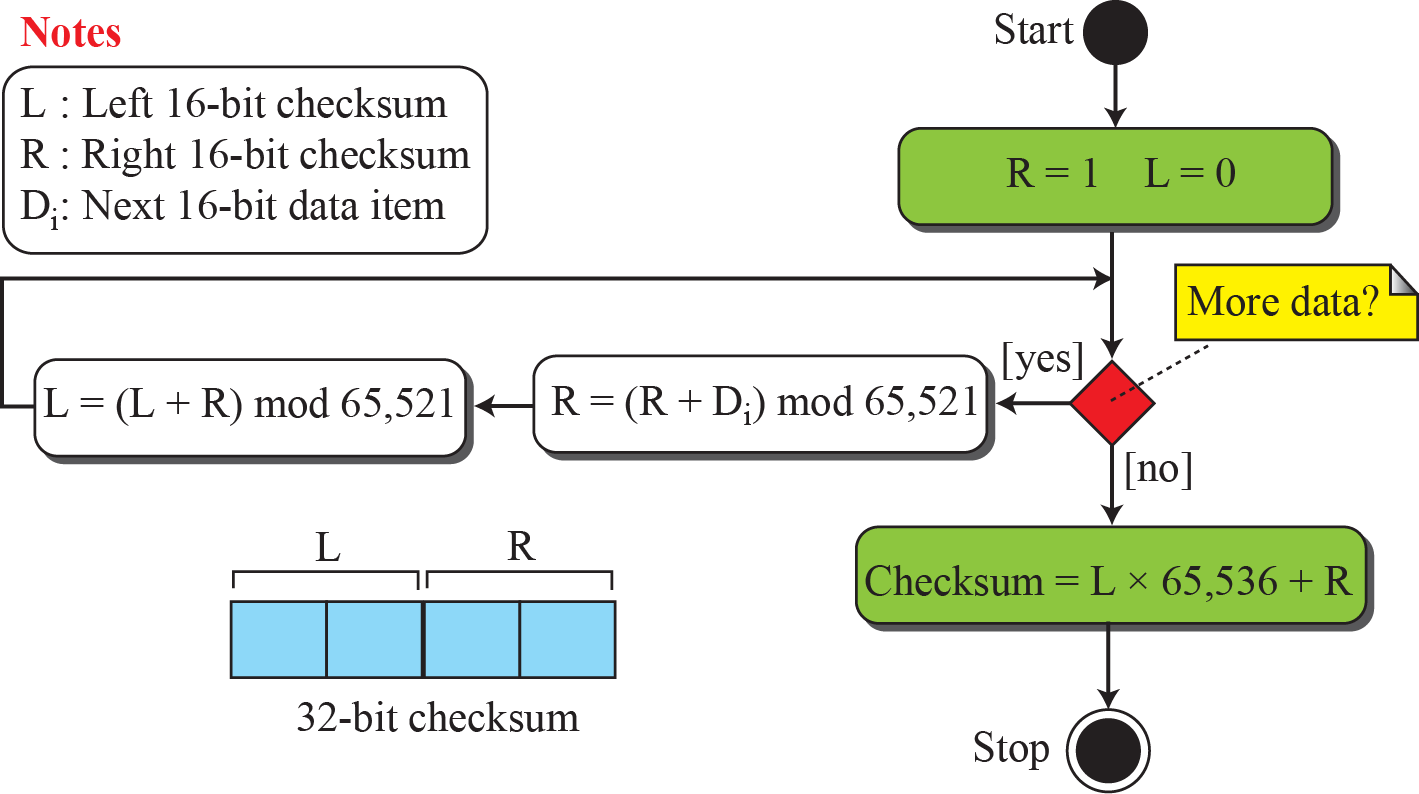 Notes
L : Left 16-bit checksum
R : Right 16-bit checksum
Di: Next 16-bit data item
Start
R = 1 L = 0
More data?
[yes]
R = (R + Di) mod 65,521
L = (L + R) mod 65,521
[no]
Checksum = L × 65,536 + R
L R
32-bit checksum
Stop